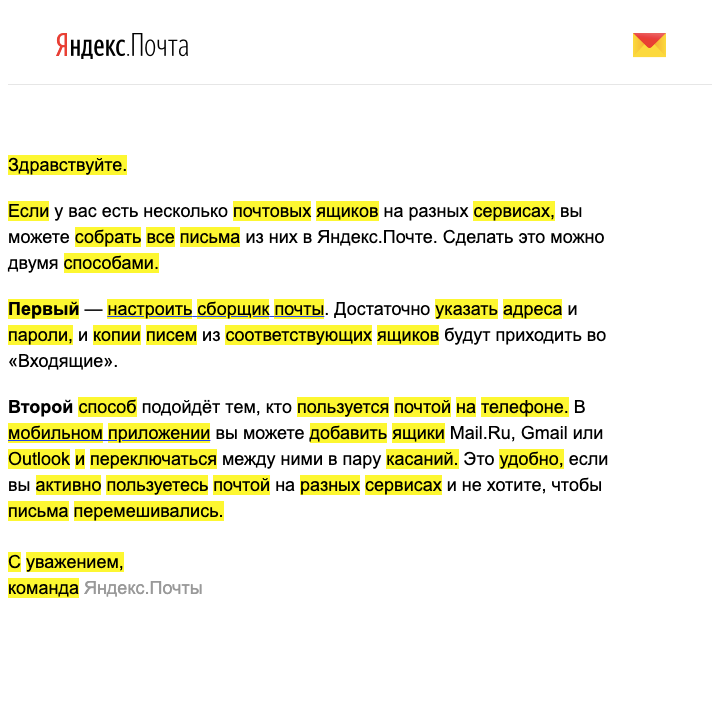 Яндекс.Почта
Здравствуйте.
Если у вас есть несколько почтовых ящиков на разных сервисах, вы
можете собрать все письма из них в Яндекс.Почте. Сделать это можно
двумя способами.
Первый — настроить сборщик почты. Достаточно указать адреса и
пароли, и копии писем из соответствующих ящиков будут приходить во
«Входящие».
Второй способ подойдёт тем, кто пользуется почтой на телефоне. В
мобильном приложении вы можете добавить ящики Mail.Ru, Gmail или
Outlook и переключаться между ними в пару касаний. Это удобно, если
вы активно пользуетесь почтой на разных сервисах и не хотите, чтобы
письма перемешивались.
С уважением,
команда Яндекс.Почты